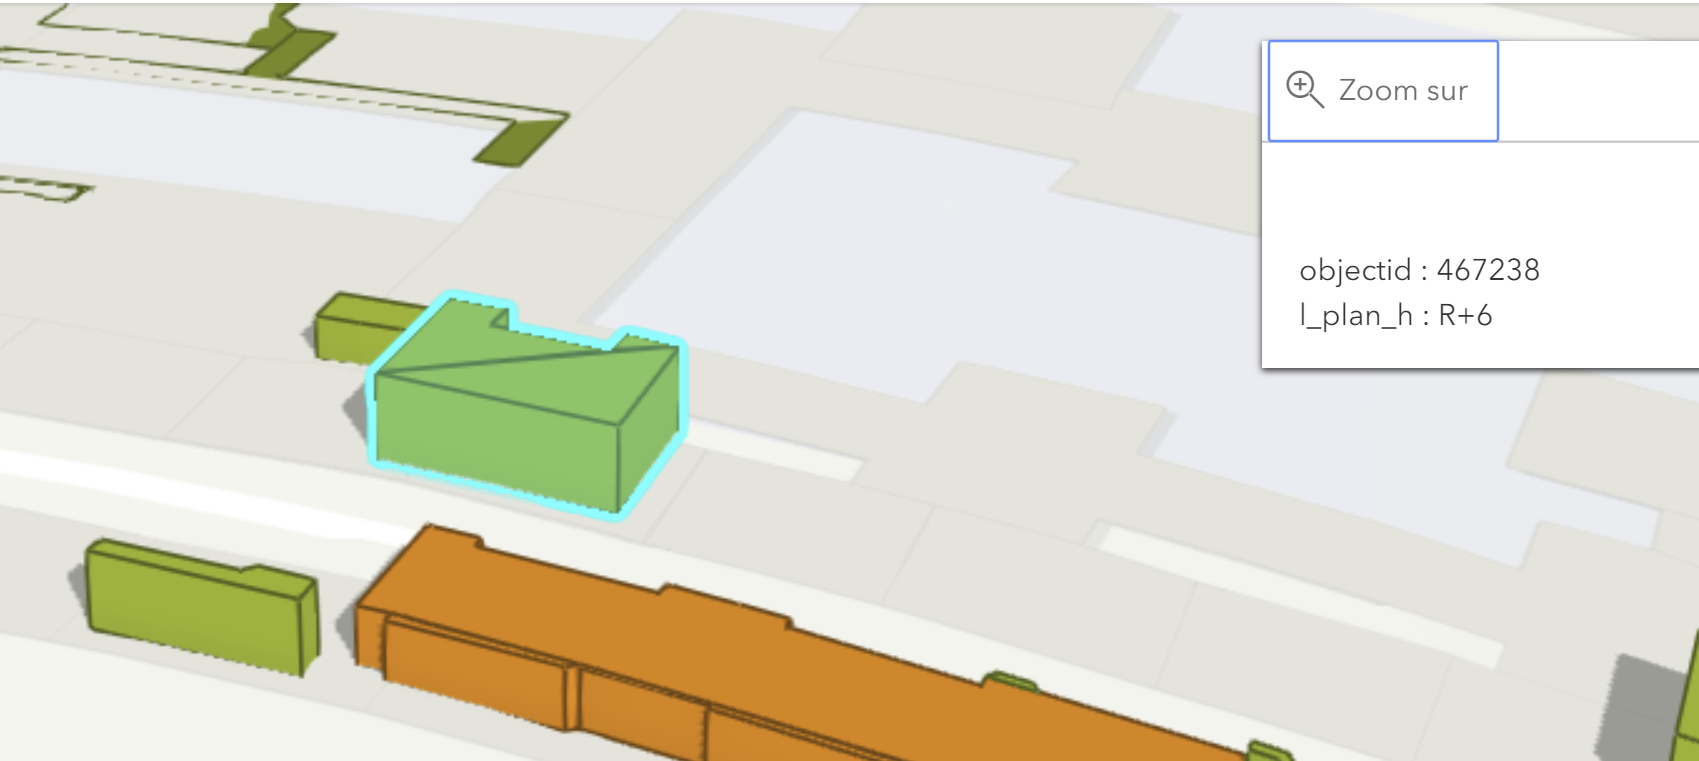 Zoom sur
objectid : 467238
l_plan_h : R+6